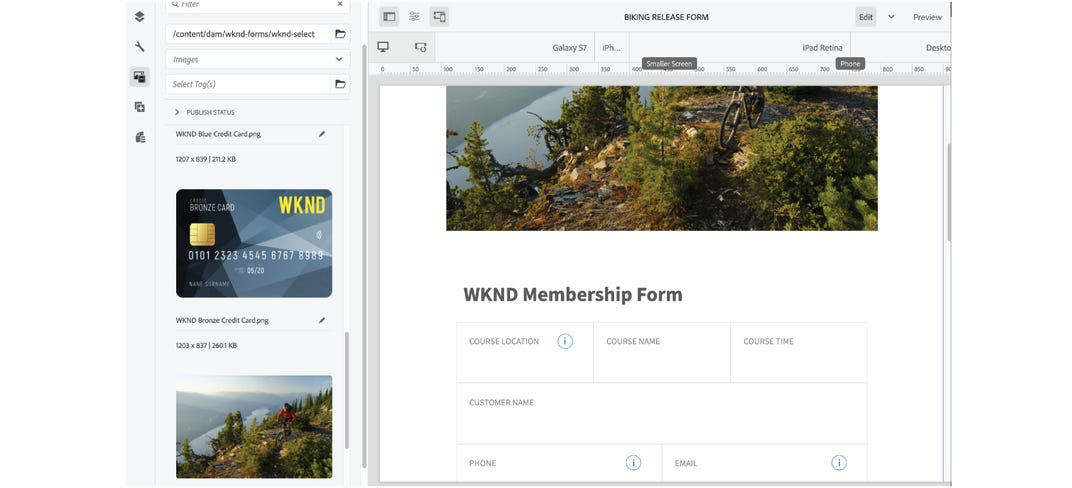 Filter
/content/dam/wknd-forms/wknd-select
Images
Select Tag(s)
PUBLISH STATUS
WKND Blue Credit Card.png
1207 x 839 | 211.2 KB
CREDIT
BRONZE CARD
WKND
0101 2323 4545 6767 8989
05/20
NAME SURNAME
WKND Bronze Credit Card.png
1203 x 837 | 260.1 KB
BIKING RELEASE FORM
Edit
Preview
Galaxy S7
iPh...
iPad Retina
Deskto
Smaller Screen
Phone
0 50 100 150 200 250 300 350 400 450 500 550 600 650 700 750 800 850 90
WKND Membership Form
COURSE LOCATION
COURSE NAME
COURSE TIME
CUSTOMER NAME
PHONE
EMAIL